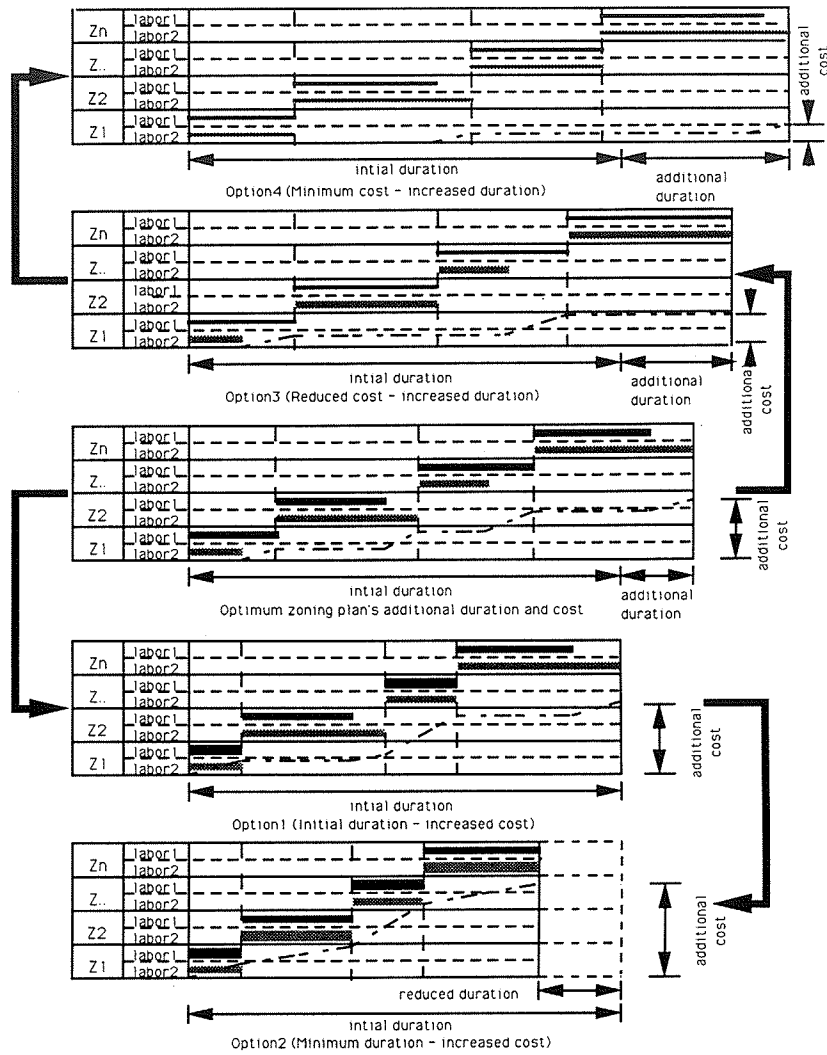 Zn labor1
labor2
Z.. labor1
labor2
Z2 labor1
labor2
Z1 labor1
labor2
additional
cost
intial duration
additional
duration
Option4 (Minimum cost - increased duration)
Zn labor1
labor2
Z.. labor1
labor2
Z2 labor1
labor2
Z1 labor1
labor2
additional
cost
intial duration
additional
duration
Option3 (Reduced cost - increased duration)
Zn labor1
labor2
Z.. labor1
labor2
Z2 labor1
labor2
Z1 labor1
labor2
additional
cost
intial duration
additional
duration
Optimum zoning plan's additional duration and cost
Zn labor1
labor2
Z.. labor1
labor2
Z2 labor1
labor2
Z1 labor1
labor2
additional
cost
intial duration
Option1 (Initial duration - increased cost)
Zn labor1
labor2
Z.. labor1
labor2
Z2 labor1
labor2
Z1 labor1
labor2
additional
cost
reduced duration
intial duration
Option2 (Minimum duration - increased cost)